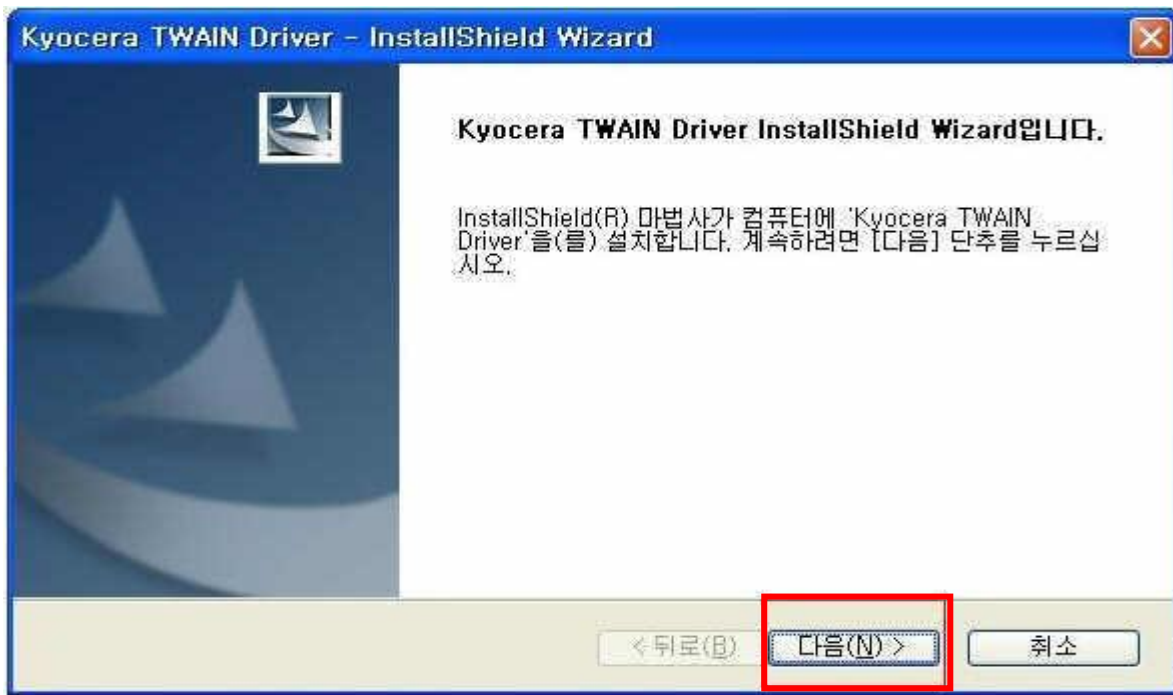 Kyocera TWAIN Driver - InstallShield Wizard
Kyocera TWAIN Driver InstallShield Wizard입니다.
InstallShield(R) 마법사가 컴퓨터에 'Kyocera TWAIN
Driver'을(를) 설치합니다. 계속하려면 [다음] 단추를 누르십
시오.
< 뒤로(B)
다음(N) >
취소